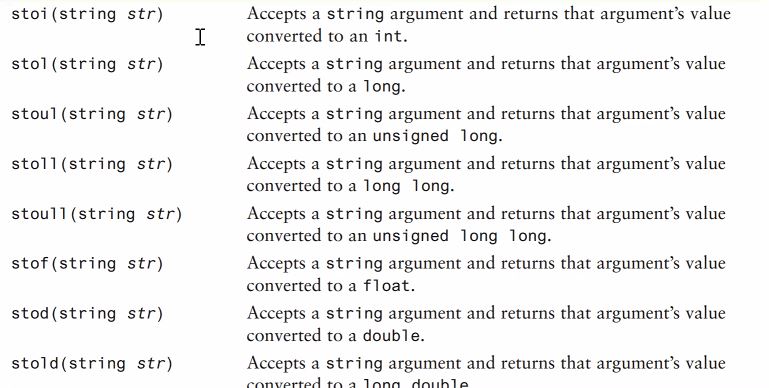 stoi(string str) Accepts a string argument and returns that argument’s value
converted to an int.
stol(string str) Accepts a string argument and returns that argument’s value
converted to a long.
stoul(string str) Accepts a string argument and returns that argument’s value
converted to an unsigned long.
stoll(string str) Accepts a string argument and returns that argument’s value
converted to a long long.
stoull(string str) Accepts a string argument and returns that argument’s value
converted to an unsigned long long.
stof(string str) Accepts a string argument and returns that argument’s value
converted to a float.
stod(string str) Accepts a string argument and returns that argument’s value
converted to a double.
stold(string str) Accepts a string argument and returns that argument’s value
converted to a long double